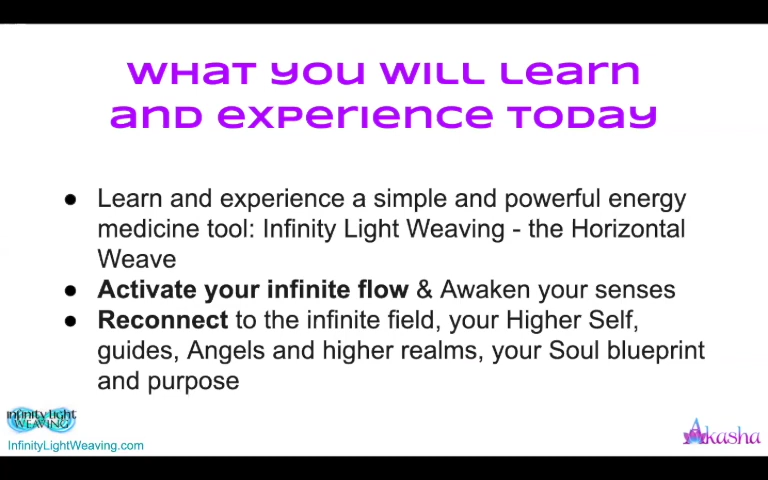 What you will learn
and experience today
● Learn and experience a simple and powerful energy
medicine tool: Infinity Light Weaving - the Horizontal
Weave
● Activate your infinite flow & Awaken your senses
● Reconnect to the infinite field, your Higher Self,
guides, Angels and higher realms, your Soul blueprint
and purpose
infinity light
WEAVING
InfinityLightWeaving.com
Akasha